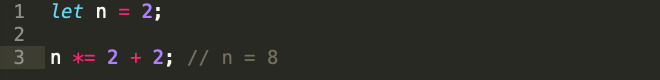 1 let n = 2;
2
3 n *= 2 + 2; // n = 8